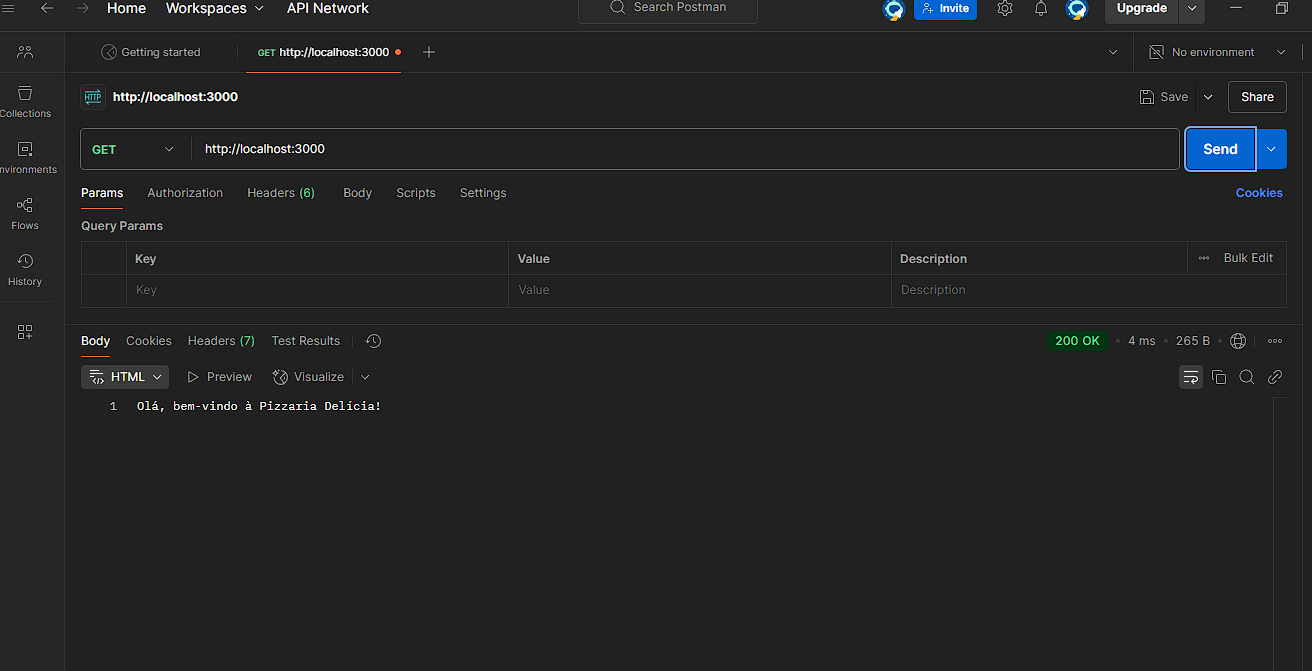 Home Workspaces API Network Search Postman Invite Upgrade
Getting started GET http://localhost:3000 No environment
HTTP http://localhost:3000 Save Share
Collections
GET http://localhost:3000 Send
nvironments
Params Authorization Headers (6) Body Scripts Settings Cookies
Flows
Query Params
Key Value Description Bulk Edit
History
Key Value Description
Body Cookies Headers (7) Test Results 200 OK • 4 ms • 265 B •
HTML Preview Visualize
1 Olá, bem-vindo à Pizzaria Delícia!